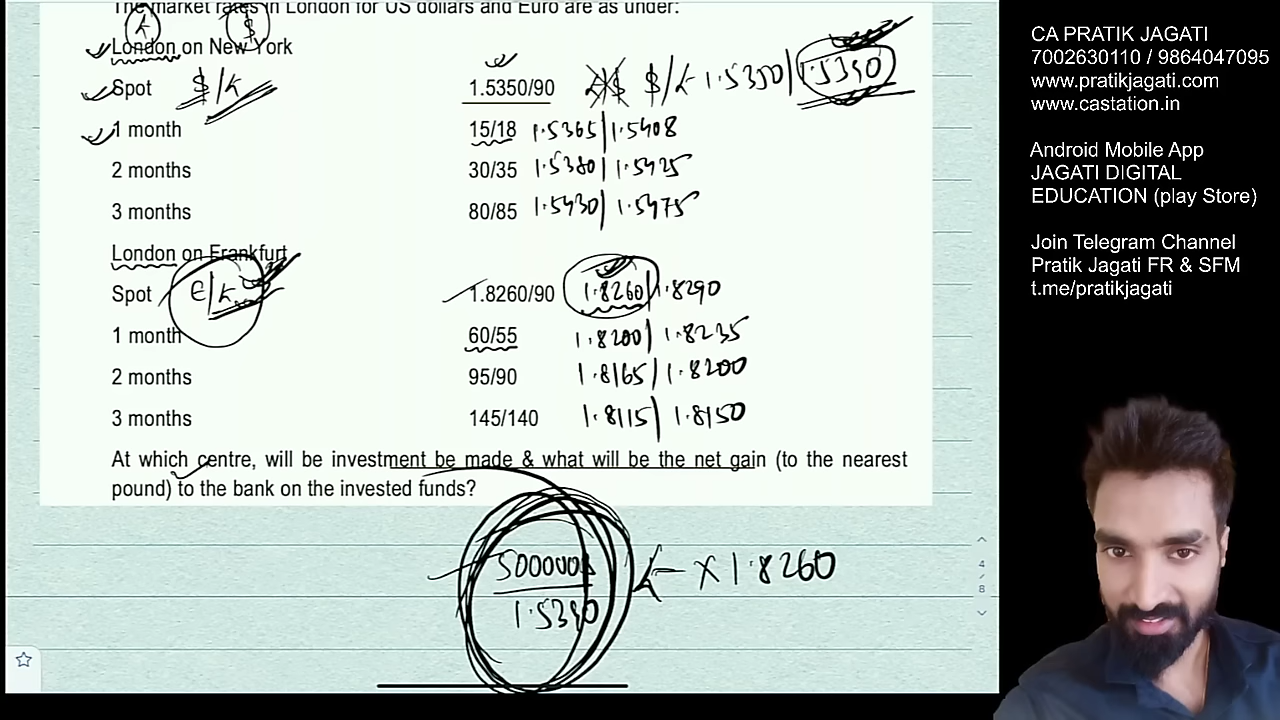 The market rates in London for US dollars and Euro are as under:
£ $
London on New York
Spot $/£ 1.5350/90 $/£ 1.5350|1.5390
1 month 15/18 1.5365|1.5408
2 months 30/35 1.5380|1.5425
3 months 80/85 1.5430|1.5475
London on Frankfurt
Spot €/£ 1.8260/90 1.8260|1.8290
1 month 60/55 1.8200|1.8235
2 months 95/90 1.8165|1.8200
3 months 145/140 1.8115|1.8150
At which centre, will be investment be made & what will be the net gain (to the nearest
pound) to the bank on the invested funds?
5000000 £ × 1.8260
1.5390
4
/
8
CA PRATIK JAGATI
7002630110 / 9864047095
www.pratikjagati.com
www.castation.in
Android Mobile App
JAGATI DIGITAL
EDUCATION (play Store)
Join Telegram Channel
Pratik Jagati FR & SFM
t.me/pratikjagati